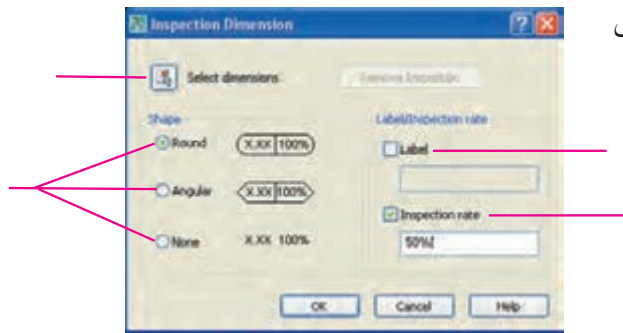 Inspection Dimension
Select dimensions
Remove Inspection
Shape
Label/Inspection rate
Round
X.XX 100%
Label
Angular
X.XX 100%
Inspection rate
None
X.XX 100%
50%
OK
Cancel
Help